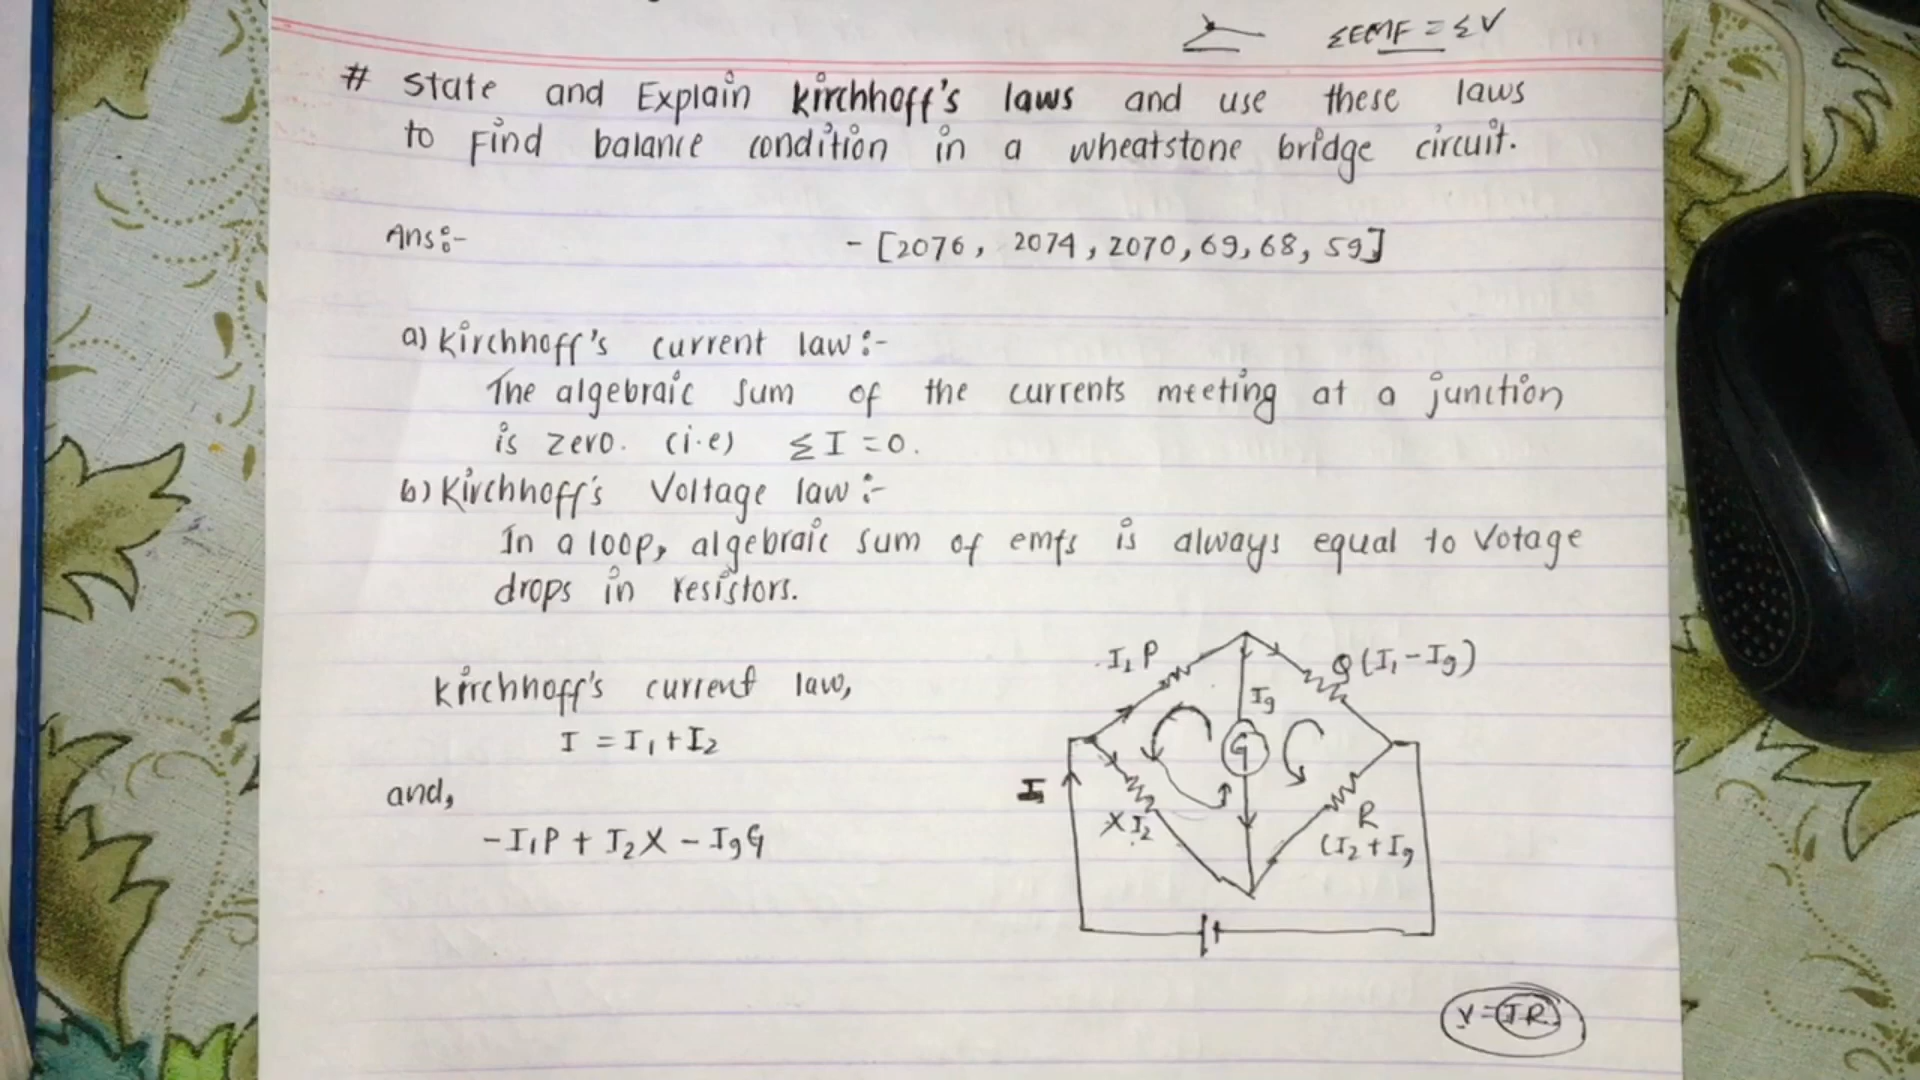 ΣEMF = ΣV
# State and Explain Kirchhoff's laws and use these laws
to Find balance condition in a wheatstone bridge circuit.
Ans:-
- [2076, 2074, 2070, 69, 68, 59]
a) Kirchhoff's current law :-
The algebraic sum of the currents meeting at a junction
is zero. (i.e) ΣI = 0.
b) Kirchhoff's Voltage law :-
In a loop, algebraic sum of emfs is always equal to Votage
drops in resistors.
Kirchhoff's current law,
I = I₁ + I₂
and,
-I₁P + I₂X - IgG
I₁ P
Q (I₁ - Ig)
Ig
G
I
X I₂
R
(I₂ + Ig
V = IR